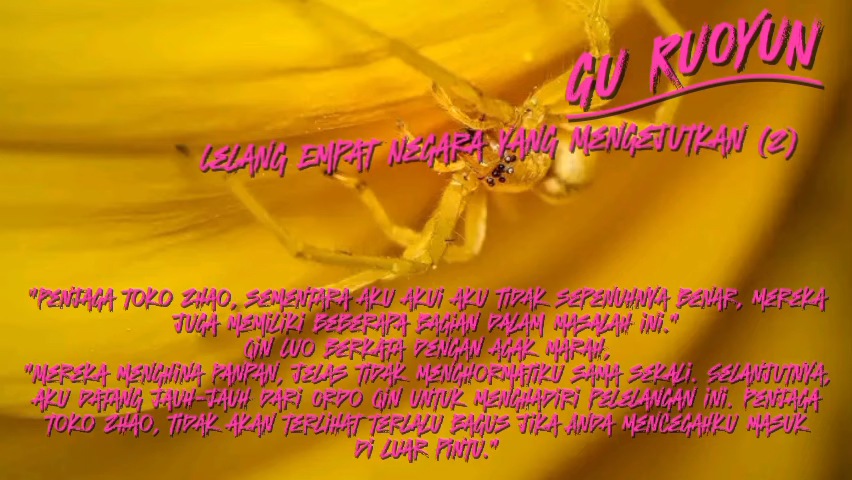 GU RUOYUN
LELANG EMPAT NEGARA YANG MENGEJUTKAN (2)
"PENJAGA TOKO ZHAO, SEMENTARA AKU AKUI AKU TIDAK SEPENUHNYA BENAR, MEREKA
JUGA MEMILIKI BEBERAPA BAGIAN DALAM MASALAH INI."
QIN LUO BERKATA DENGAN AGAK MARAH,
"MEREKA MENGHINA PANPAN, JELAS TIDAK MENGHORMATIKU SAMA SEKALI. SELANJUTNYA,
AKU DATANG JAUH-JAUH DARI ORDO QIN UNTUK MENGHADIRI PELELANGAN INI. PENJAGA
TOKO ZHAO, TIDAK AKAN TERLIHAT TERLALU BAGUS JIKA ANDA MENCEGAHKU MASUK
DI LUAR PINTU."